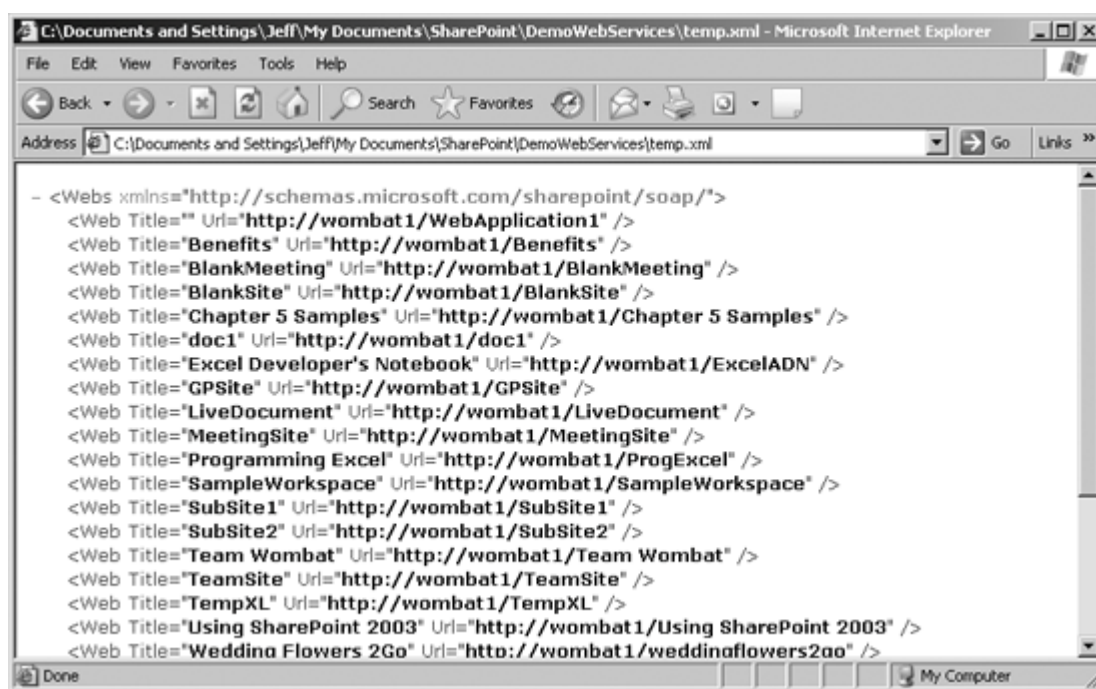 C:\Documents and Settings\Jeff\My Documents\SharePoint\DemoWebServices\temp.xml - Microsoft Internet Explorer
File Edit View Favorites Tools Help
Back Search Favorites
Address C:\Documents and Settings\Jeff\My Documents\SharePoint\DemoWebServices\temp.xml Go Links »
- <Webs xmlns="http://schemas.microsoft.com/sharepoint/soap/">
<Web Title="" Url="http://wombat1/WebApplication1" />
<Web Title="Benefits" Url="http://wombat1/Benefits" />
<Web Title="BlankMeeting" Url="http://wombat1/BlankMeeting" />
<Web Title="BlankSite" Url="http://wombat1/BlankSite" />
<Web Title="Chapter 5 Samples" Url="http://wombat1/Chapter 5 Samples" />
<Web Title="doc1" Url="http://wombat1/doc1" />
<Web Title="Excel Developer's Notebook" Url="http://wombat1/ExcelADN" />
<Web Title="GPSite" Url="http://wombat1/GPSite" />
<Web Title="LiveDocument" Url="http://wombat1/LiveDocument" />
<Web Title="MeetingSite" Url="http://wombat1/MeetingSite" />
<Web Title="Programming Excel" Url="http://wombat1/ProgExcel" />
<Web Title="SampleWorkspace" Url="http://wombat1/SampleWorkspace" />
<Web Title="SubSite1" Url="http://wombat1/SubSite1" />
<Web Title="SubSite2" Url="http://wombat1/SubSite2" />
<Web Title="Team Wombat" Url="http://wombat1/Team Wombat" />
<Web Title="TeamSite" Url="http://wombat1/TeamSite" />
<Web Title="TempXL" Url="http://wombat1/TempXL" />
<Web Title="Using SharePoint 2003" Url="http://wombat1/Using SharePoint 2003" />
<Web Title="Wedding Flowers 2Go" Url="http://wombat1/weddingflowers2go" />
Done My Computer